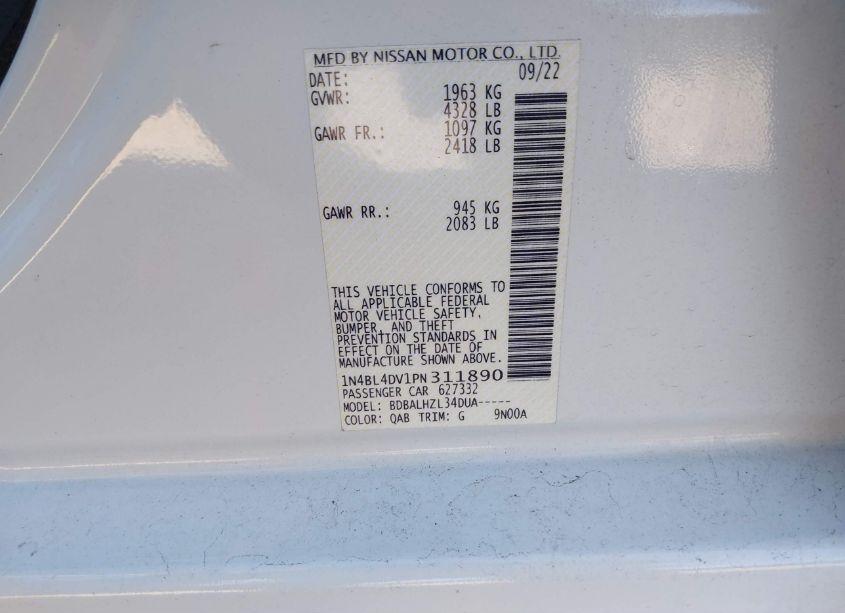 MFD BY NISSAN MOTOR CO., LTD.
DATE: 09/22
GVWR: 1963 KG
4328 LB
GAWR FR.: 1097 KG
2418 LB
GAWR RR.: 945 KG
2083 LB
THIS VEHICLE CONFORMS TO
ALL APPLICABLE FEDERAL
MOTOR VEHICLE SAFETY,
BUMPER, AND THEFT
PREVENTION STANDARDS IN
EFFECT ON THE DATE OF
MANUFACTURE SHOWN ABOVE.
1N4BL4DV1PN311890
PASSENGER CAR 627332
MODEL: BDBALHZL34DUA-----
COLOR: QAB TRIM: G 9N00A